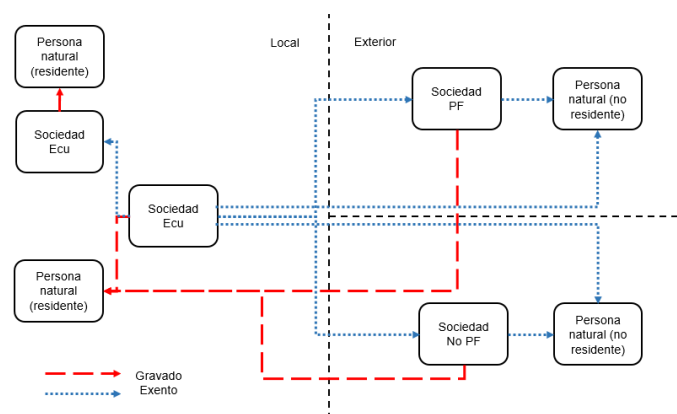 Persona
natural
(residente)
Local
Exterior
Sociedad
PF
Persona
natural (no
residente)
Sociedad
Ecu
Sociedad
Ecu
Persona
natural
(residente)
Sociedad
No PF
Persona
natural (no
residente)
Gravado
Exento